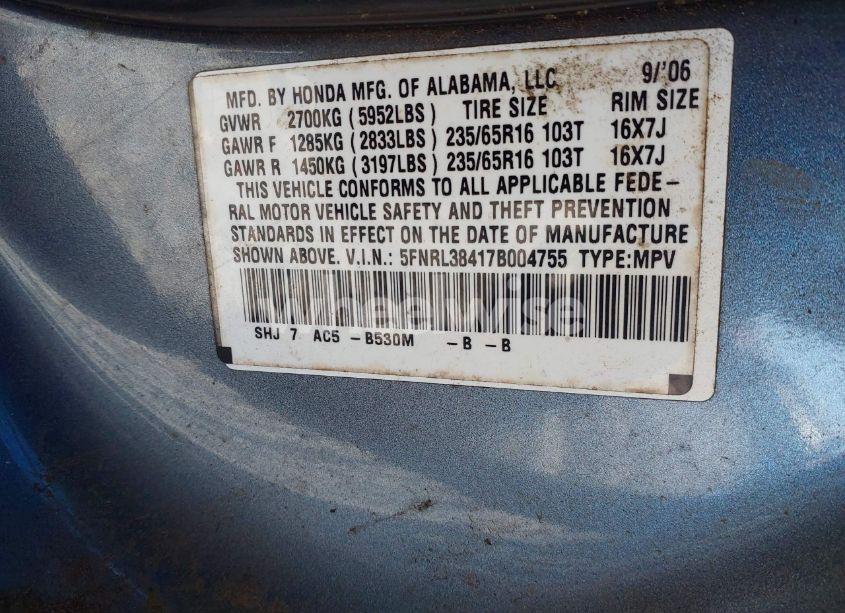 MFD. BY HONDA MFG. OF ALABAMA, LLC 9/'06
GVWR 2700KG (5952LBS) TIRE SIZE RIM SIZE
GAWR F 1285KG (2833LBS) 235/65R16 103T 16X7J
GAWR R 1450KG (3197LBS) 235/65R16 103T 16X7J
THIS VEHICLE CONFORMS TO ALL APPLICABLE FEDE-
RAL MOTOR VEHICLE SAFETY AND THEFT PREVENTION
STANDARDS IN EFFECT ON THE DATE OF MANUFACTURE
SHOWN ABOVE. V.I.N.: 5FNRL38417B004755 TYPE:MPV
wheelwise
SHJ 7 AC5 -B530M -B -B